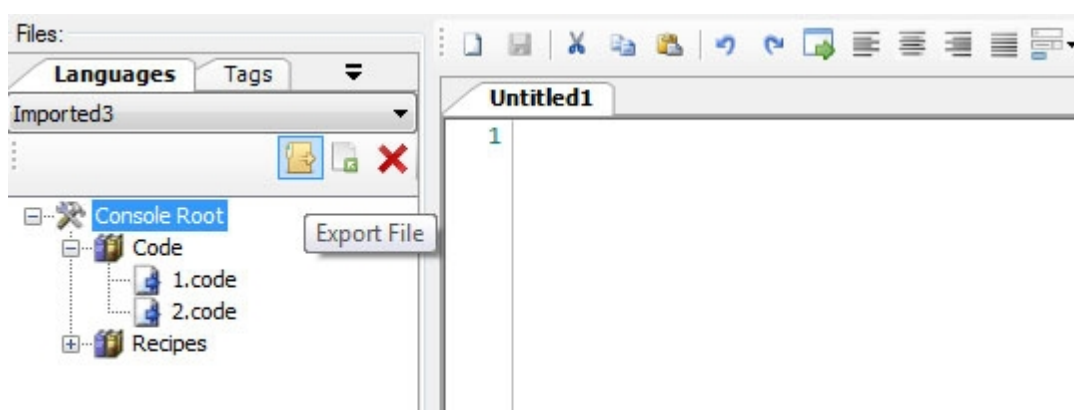 Files:
Languages Tags
Imported3
Console Root
Export File
Code
1.code
2.code
Recipes
Untitled1
1